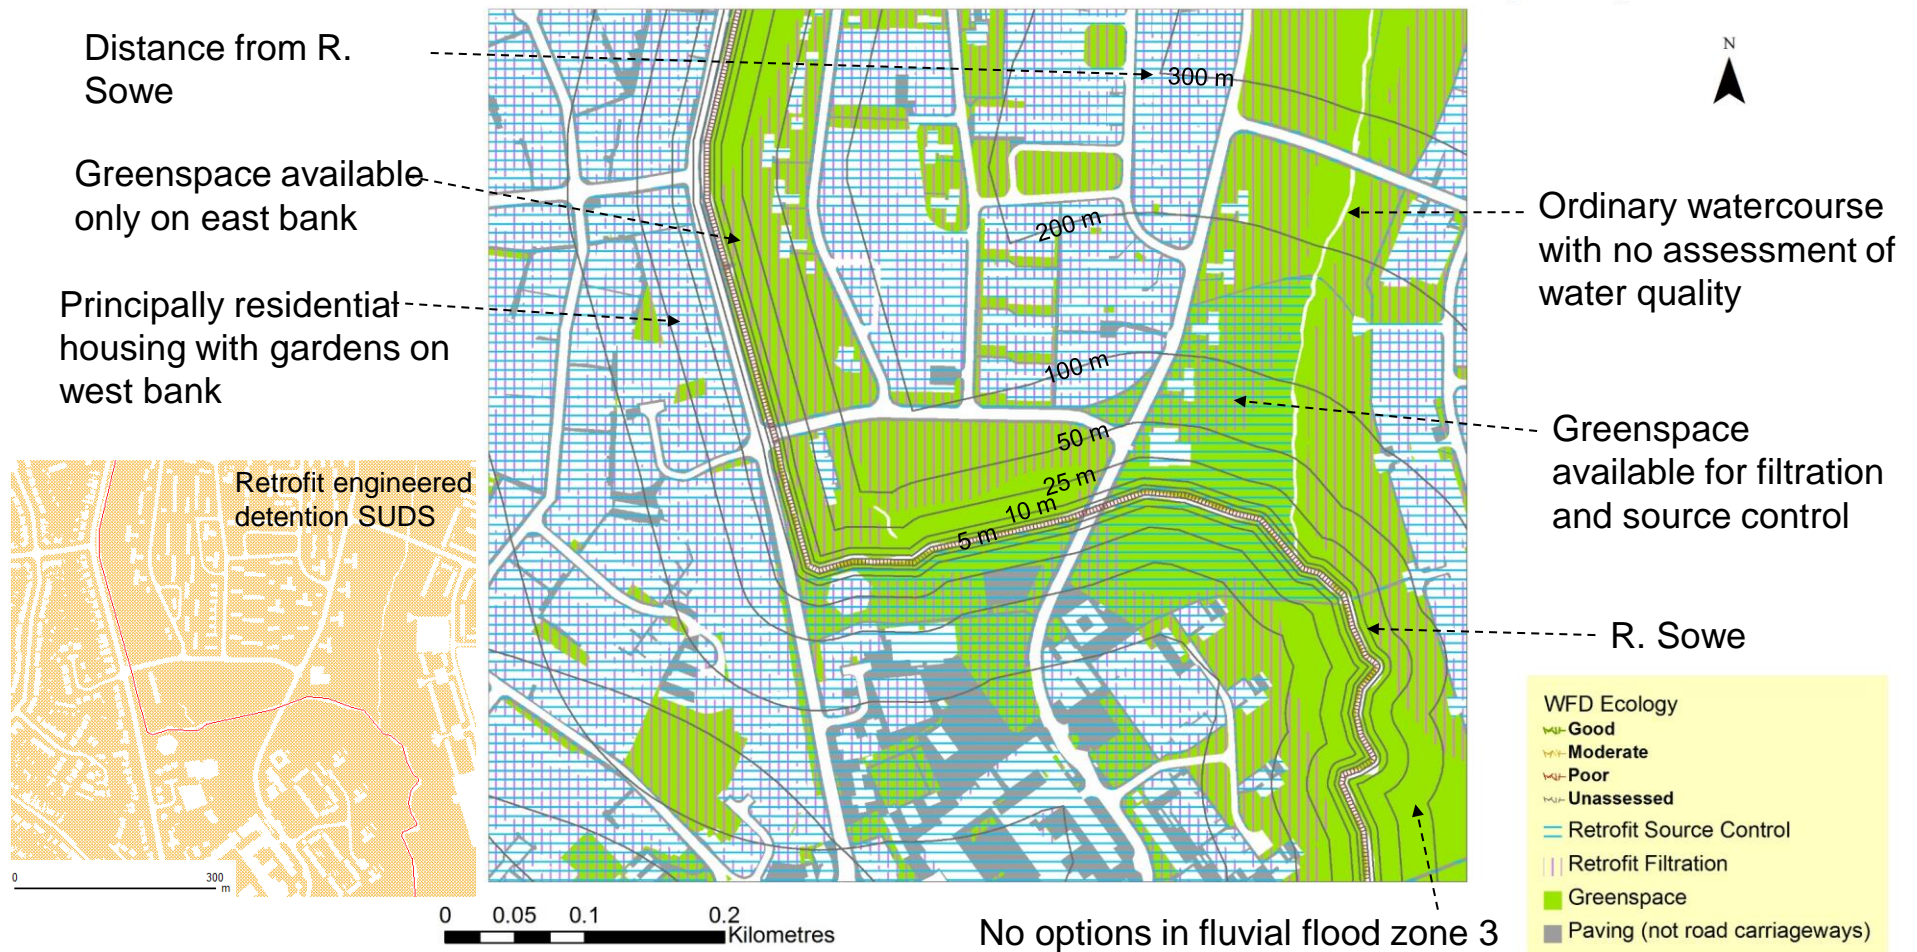 Distance from R.
Sowe
Greenspace available
only on east bank
Principally residential
housing with gardens on
west bank
Retrofit engineered
detention SUDS
0
300
m
300 m
200 m
100 m
50 m
25 m
10 m
5 m
0
0.05
0.1
0.2
Kilometres
No options in fluvial flood zone 3
N
Ordinary watercourse
with no assessment of
water quality
Greenspace
available for filtration
and source control
R. Sowe
WFD Ecology
Good
Moderate
Poor
Unassessed
Retrofit Source Control
Retrofit Filtration
Greenspace
Paving (not road carriageways)